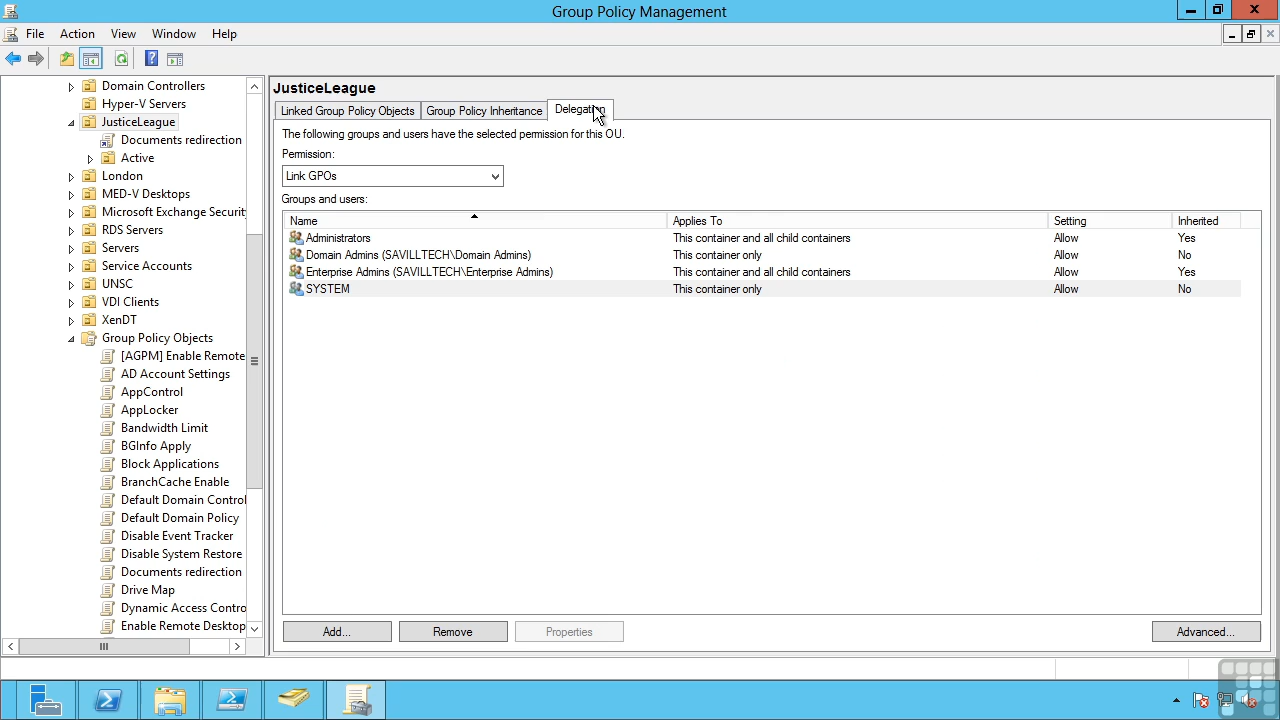 Group Policy Management
File Action View Window Help
Domain Controllers
Hyper-V Servers
JusticeLeague
Documents redirection
Active
London
MED-V Desktops
Microsoft Exchange Securit
RDS Servers
Servers
Service Accounts
UNSC
VDI Clients
XenDT
Group Policy Objects
[AGPM] Enable Remote
AD Account Settings
AppControl
AppLocker
Bandwidth Limit
BGInfo Apply
Block Applications
BranchCache Enable
Default Domain Control
Default Domain Policy
Disable Event Tracker
Disable System Restore
Documents redirection
Drive Map
Dynamic Access Contro
Enable Remote Desktop
JusticeLeague
Linked Group Policy Objects Group Policy Inheritance Delegation
The following groups and users have the selected permission for this OU.
Permission:
Link GPOs
Groups and users:
Name Applies To Setting Inherited
Administrators This container and all child containers Allow Yes
Domain Admins (SAVILLTECH\Domain Admins) This container only Allow No
Enterprise Admins (SAVILLTECH\Enterprise Admins) This container and all child containers Allow Yes
SYSTEM This container only Allow No
Add... Remove Properties Advanced...